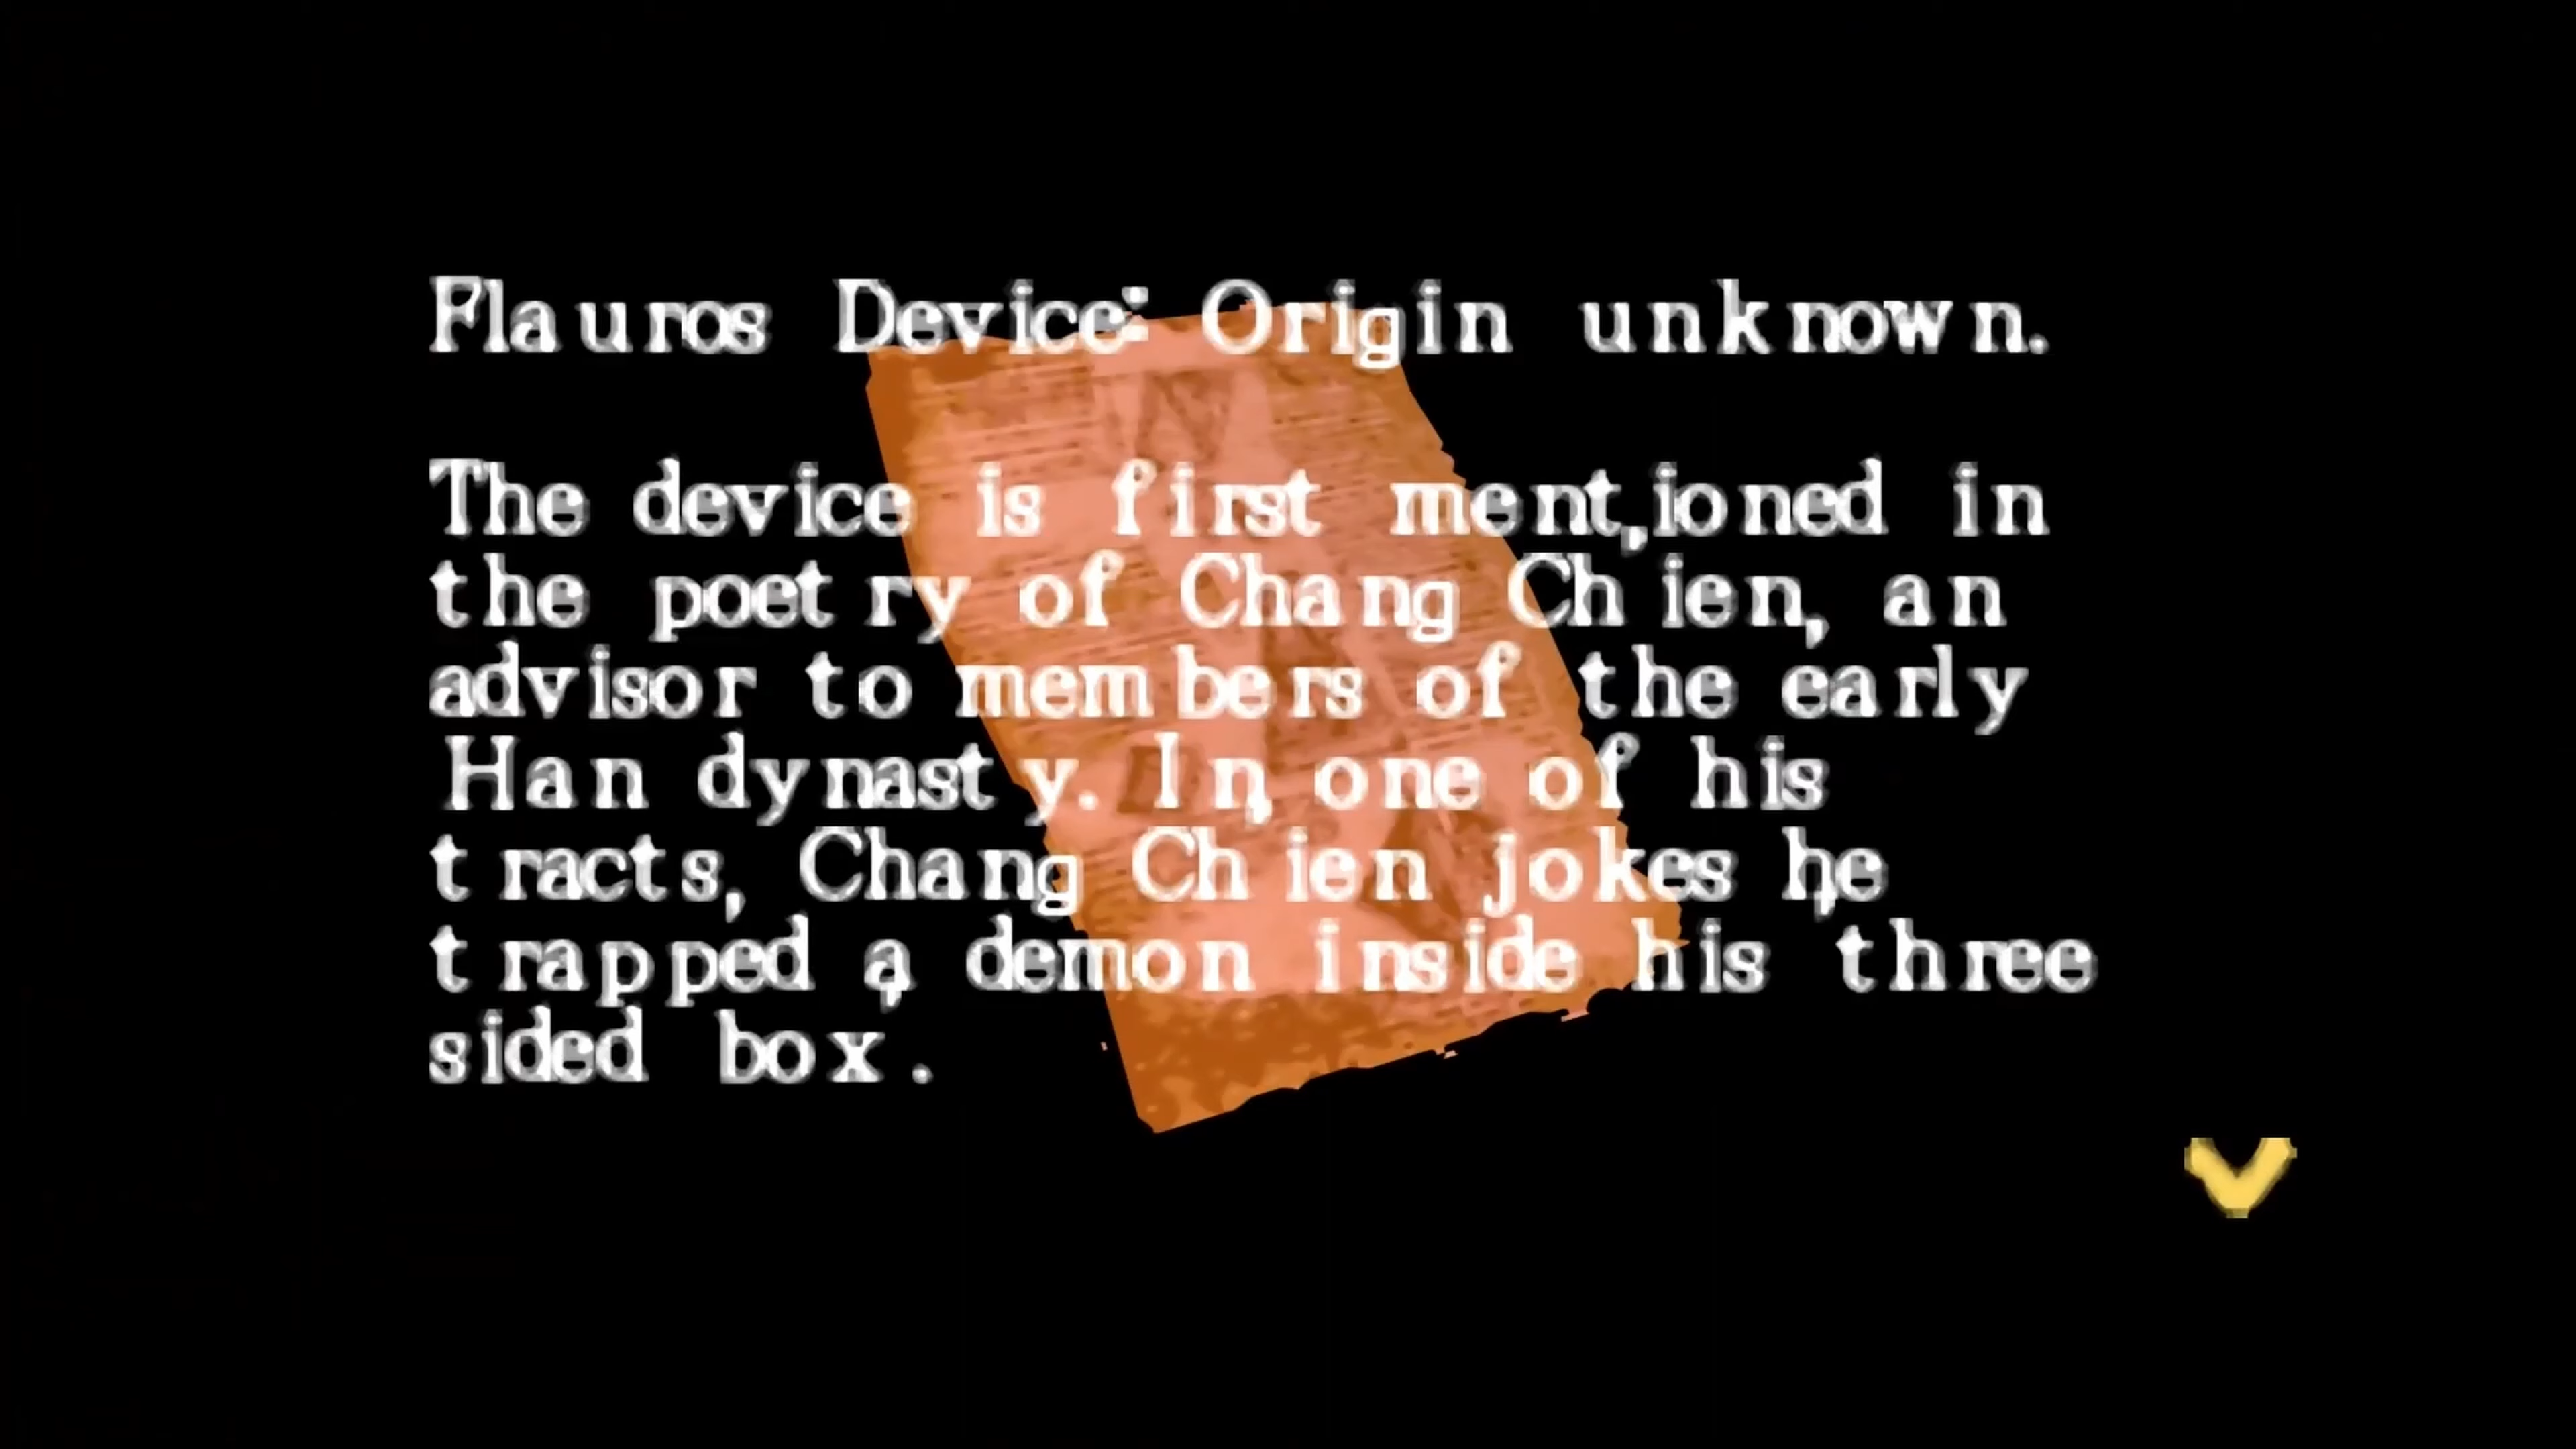 Flauros Device: Origin unknown.
The device is first ment,ioned in
the poetry of Chang Chien, an
advisor to members of the early
Han dynasty. In, one of his
tracts, Chang Chien jokes h,e
trapped a, demon inside his three
sided box.